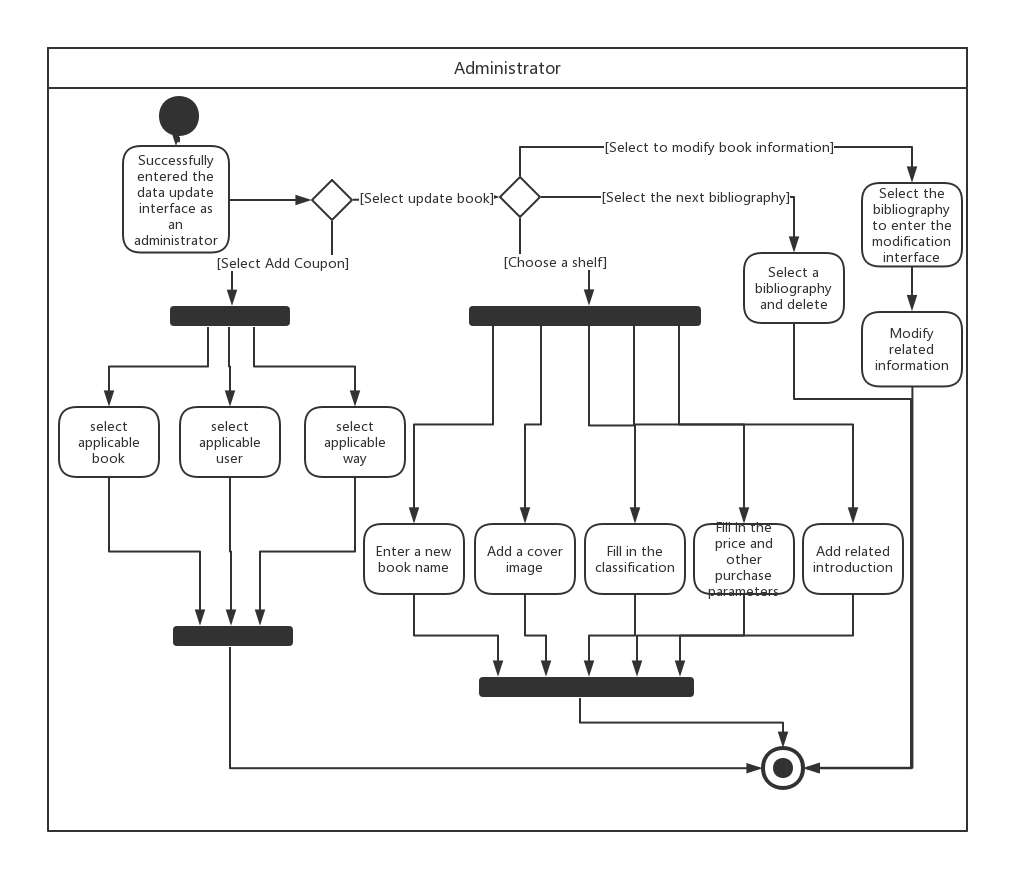 Administrator
Successfully
entered the
data update
interface as
an
administrator
[Select update book]
[Select Add Coupon]
[Select to modify book information]
[Select the next bibliography]
[Choose a shelf]
Select the
bibliography
to enter the
modification
interface
Select a
bibliography
and delete
Modify
related
information
select
applicable
book
select
applicable
user
select
applicable
way
Enter a new
book name
Add a cover
image
Fill in the
classification
Fill in the
price and
other
purchase
parameters
Add related
introduction